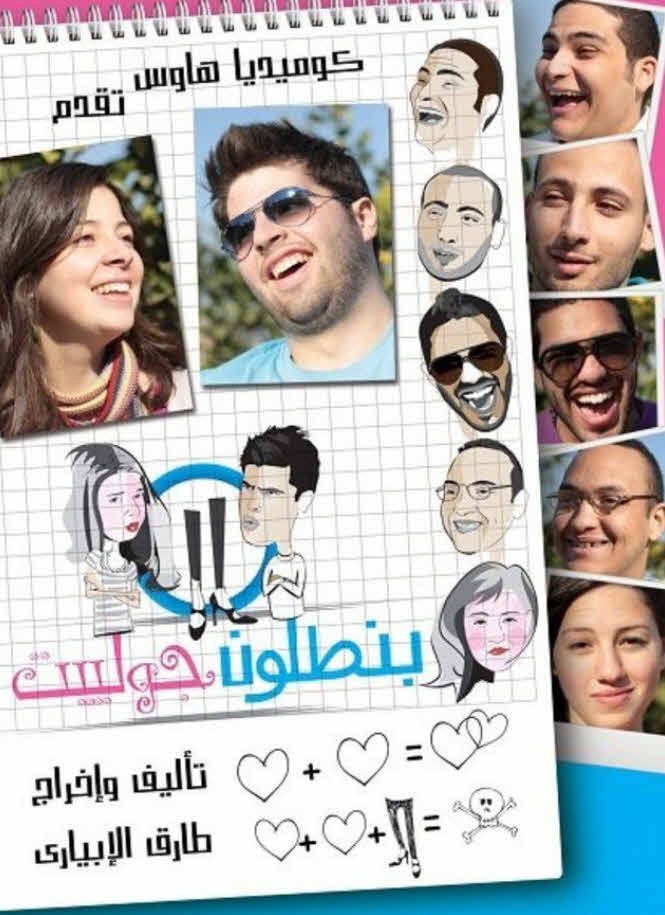 كوميديا هاوس تقدم
بنطلون جولييت
تأليف وإخراج
طارق الإبيارى